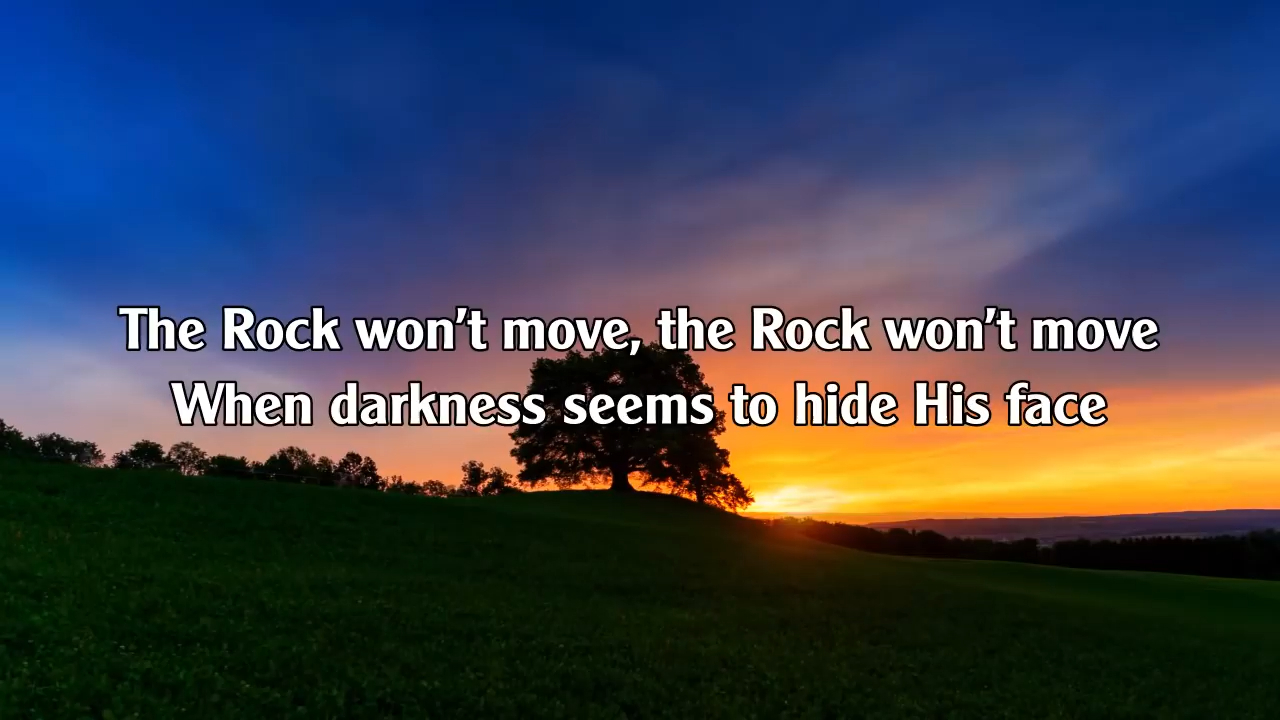 The Rock won’t move, the Rock won’t move
When darkness seems to hide His face